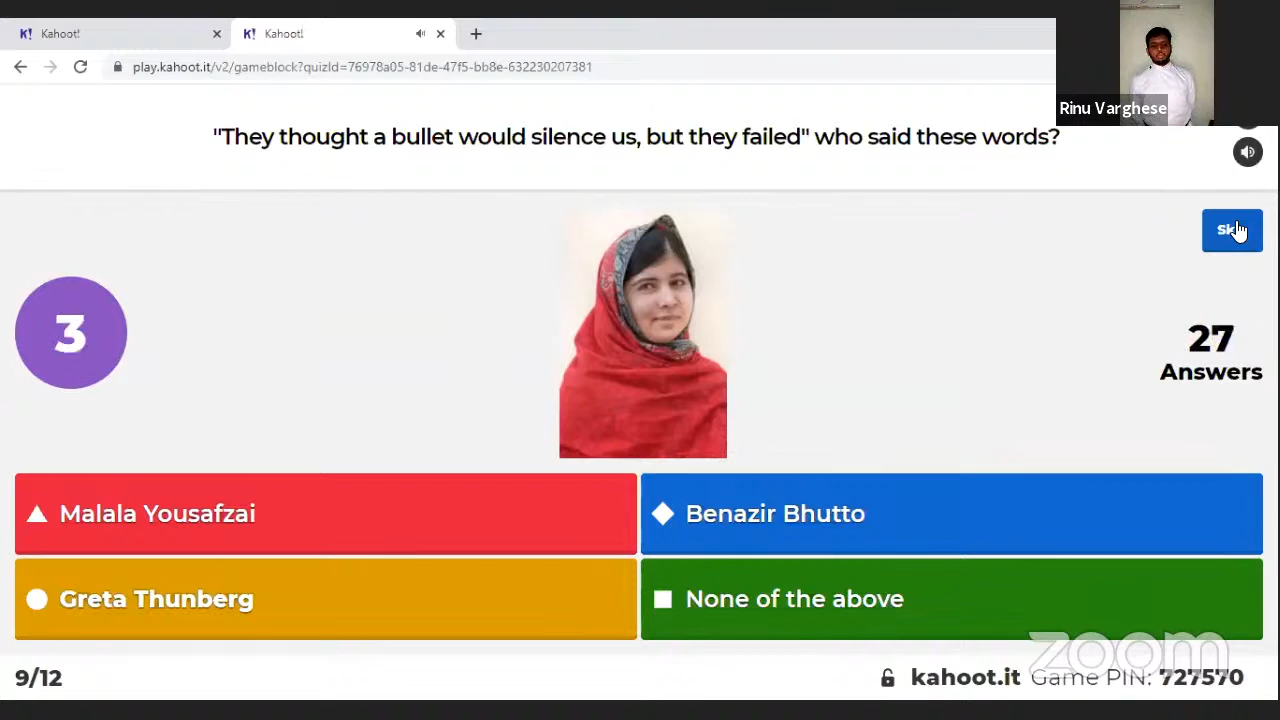 Kahoot!
Kahoot!
play.kahoot.it/v2/gameblock?quizId=76978a05-81de-47f5-bb8e-632230207381
Rinu Varghese
"They thought a bullet would silence us, but they failed" who said these words?
3
27
Answers
Malala Yousafzai
Benazir Bhutto
Greta Thunberg
None of the above
zoom
9/12
kahoot.it Game PIN: 727570